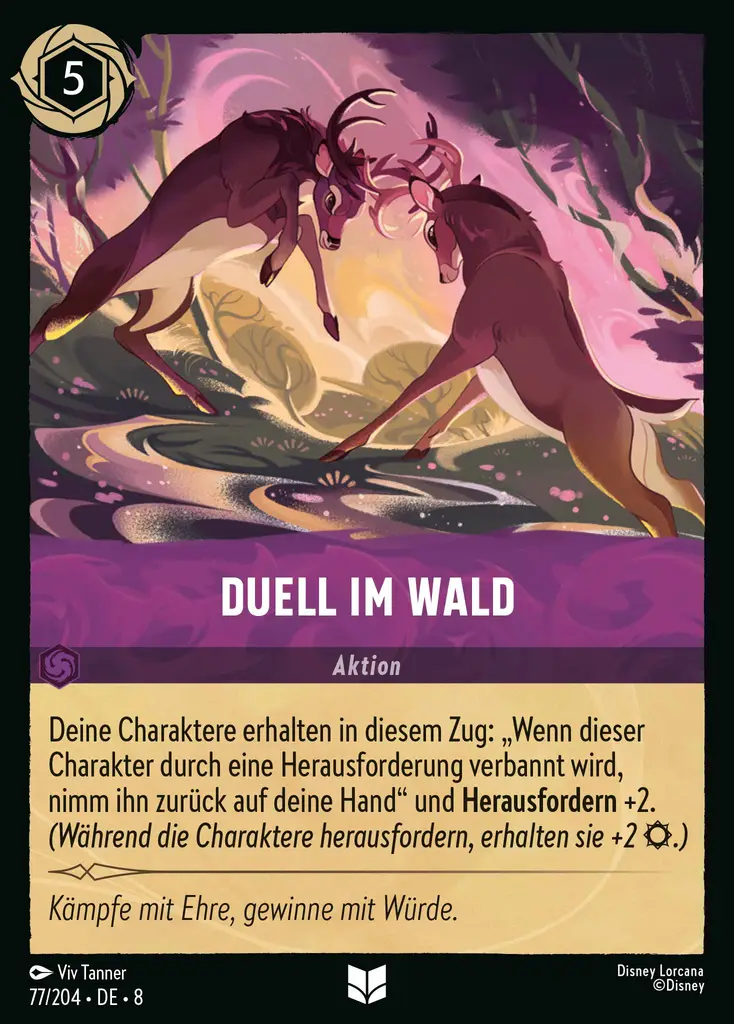 5
DUELL IM WALD
Aktion
Deine Charaktere erhalten in diesem Zug: „Wenn dieser
Charakter durch eine Herausforderung verbannt wird,
nimm ihn zurück auf deine Hand“ und Herausfordern +2.
(Während die Charaktere herausfordern, erhalten sie +2 .)
Kämpfe mit Ehre, gewinne mit Würde.
Viv Tanner
77/204 • DE • 8
Disney Lorcana
©Disney